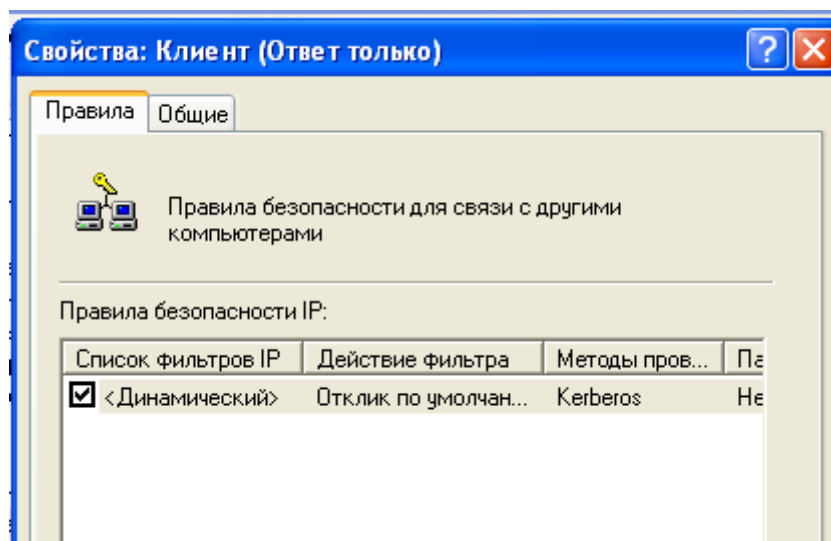 Свойства: Клиент (Ответ только)
Правила Общие
Правила безопасности для связи с другими
компьютерами
Правила безопасности IP:
Список фильтров IP Действие фильтра Методы пров... Па
<Динамический> Отклик по умолчан... Kerberos Не